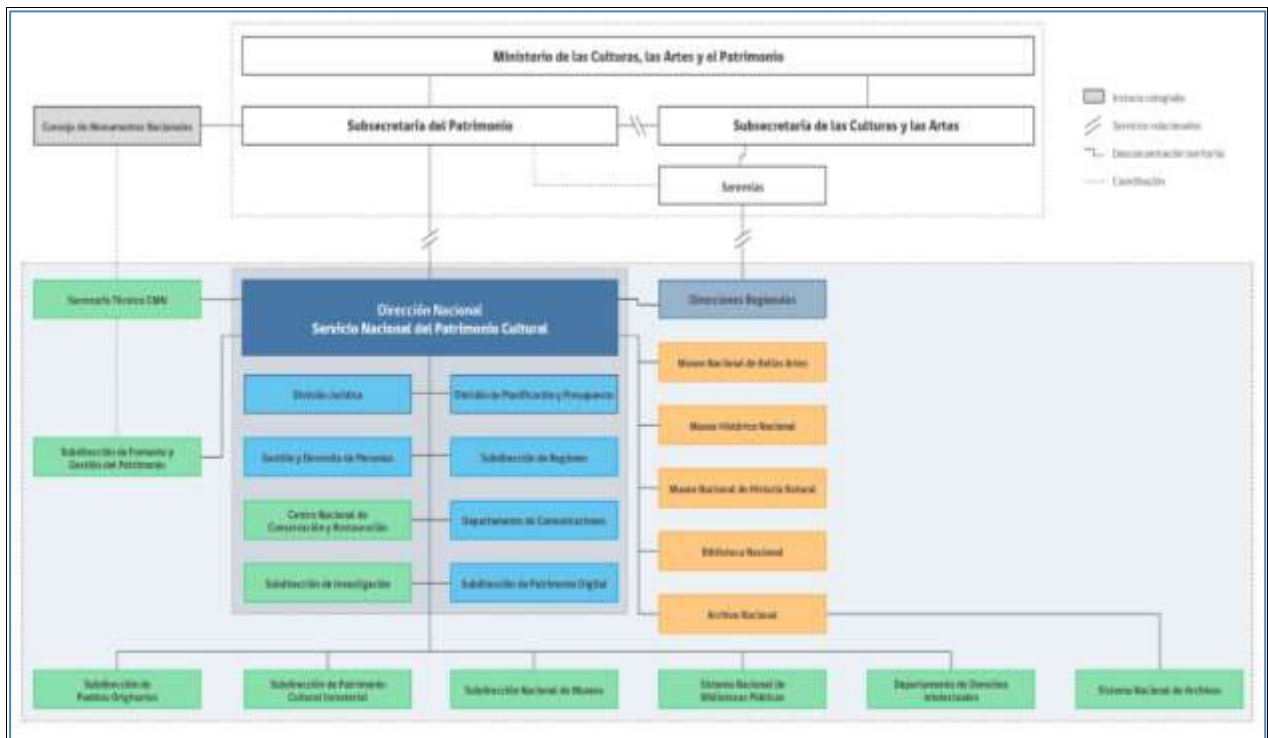 Ministerio de las Culturas, las Artes y el Patrimonio
Consejo de Monumentos Nacionales
Subsecretaría del Patrimonio
Subsecretaría de las Culturas y las Artes
Seremías
Servicios relacionados
Desconcentración territorial
Coordinación
Secretaría Técnica CMN
Dirección Nacional
Servicio Nacional del Patrimonio Cultural
Direcciones Regionales
Museo Nacional de Bellas Artes
División Jurídica
División de Planificación y Presupuesto
Museo Histórico Nacional
Subdirección de Fomento y
Gestión del Patrimonio
Gestión y Desarrollo de Personas
Subdirección de Regiones
Museo Nacional de Historia Natural
Centro Nacional de
Conservación y Restauración
Departamento de Comunicaciones
Biblioteca Nacional
Subdirección de Investigación
Subdirección de Patrimonio Digital
Archivo Nacional
Subdirección de
Pueblos Originarios
Subdirección de Patrimonio
Cultural Inmaterial
Subdirección Nacional de Museos
Sistema Nacional de
Bibliotecas Públicas
Departamento de Derechos
Intelectuales
Sistema Nacional de Archivos